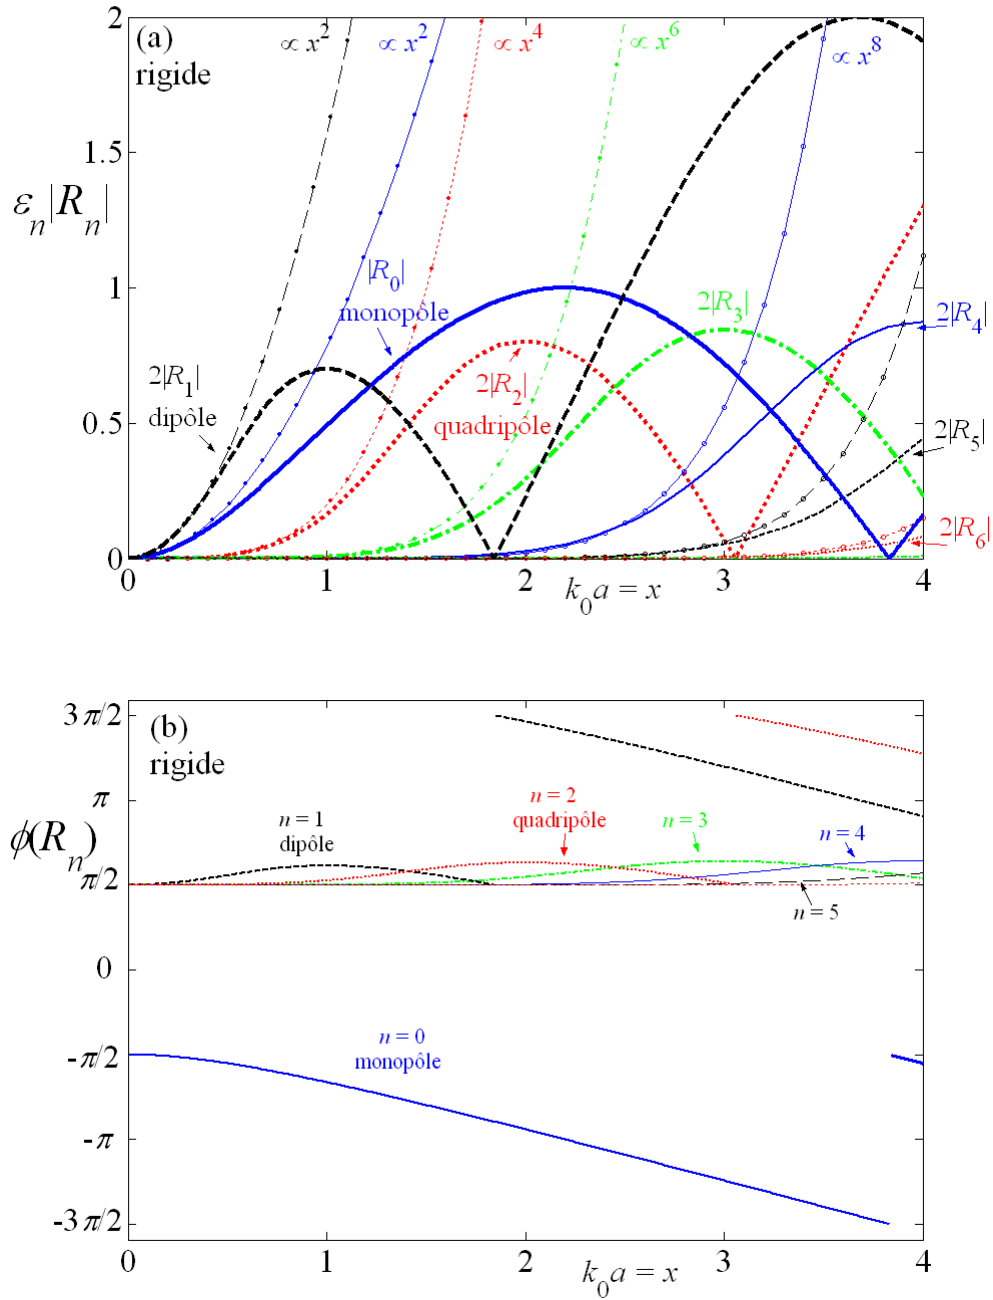 (a)
rigide
∝ x²
∝ x²
∝ x⁴
∝ x⁶
∝ x⁸
2
1.5
1
0.5
0
εₙ|Rₙ|
|R₀|
monopôle
2|R₁|
dipôle
2|R₂|
quadripôle
2|R₃|
2|R₄|
2|R₅|
2|R₆|
0 1 2 3 4
k₀a = x
(b)
rigide
3π/2
π
π/2
0
-π/2
-π
-3π/2
ϕ(Rₙ)
n = 1
dipôle
n = 2
quadripôle
n = 3
n = 4
n = 5
n = 0
monopôle
0 1 2 3 4
k₀a = x